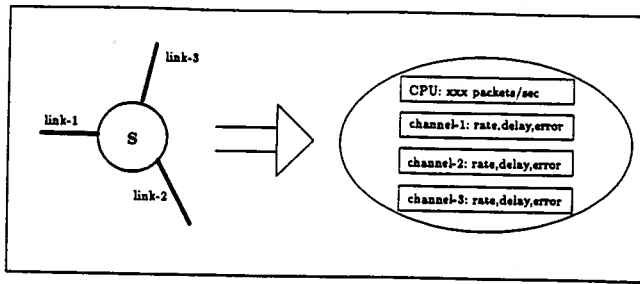 link-3
link-1
S
link-2
CPU: xxx packets/sec
channel-1: rate,delay,error
channel-2: rate,delay,error
channel-3: rate,delay,error